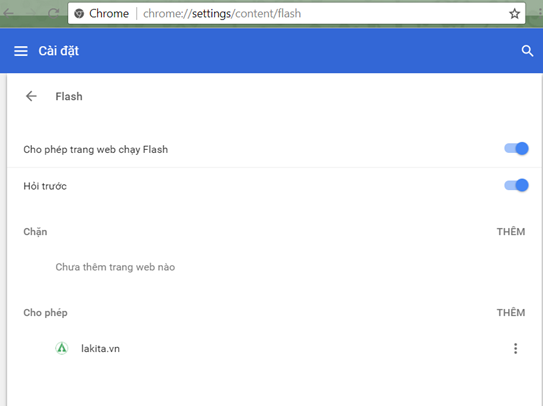 Chrome | chrome://settings/content/flash
Cài đặt
Flash
Cho phép trang web chạy Flash
Hỏi trước
Chặn THÊM
Chưa thêm trang web nào
Cho phép THÊM
lakita.vn